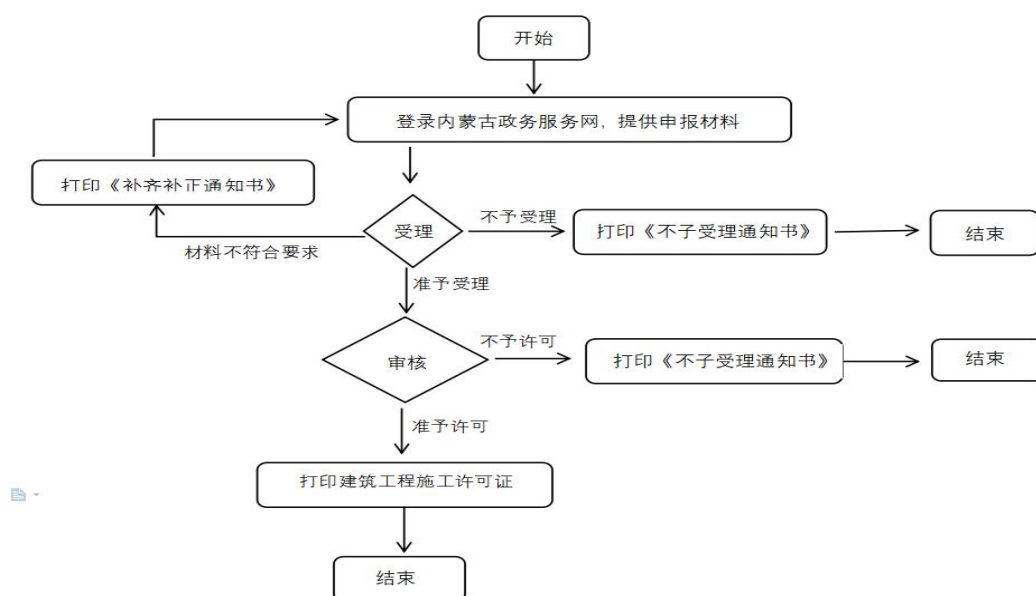 开始
登录内蒙古政务服务网，提供申报材料
打印《补齐补正通知书》
受理
不予受理
打印《不子受理通知书》
结束
材料不符合要求
准予受理
审核
不予许可
打印《不子受理通知书》
结束
准予许可
打印建筑工程施工许可证
结束